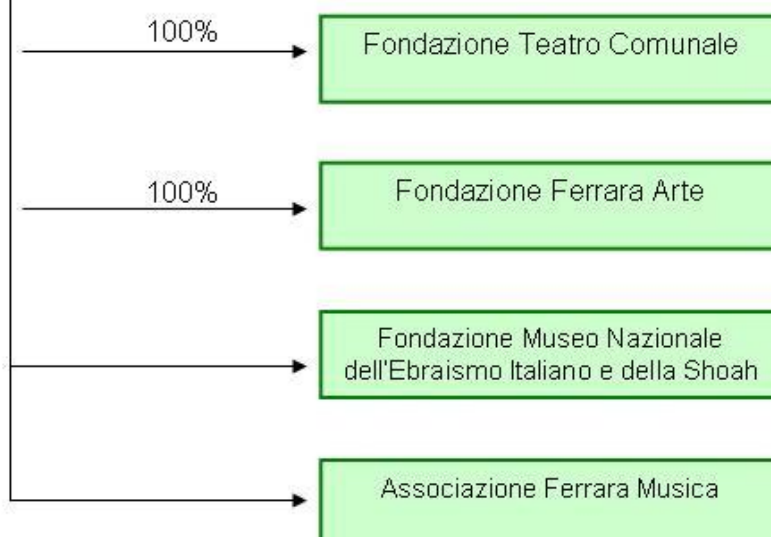 100%
Fondazione Teatro Comunale
100%
Fondazione Ferrara Arte
Fondazione Museo Nazionale
dell'Ebraismo Italiano e della Shoah
Associazione Ferrara Musica